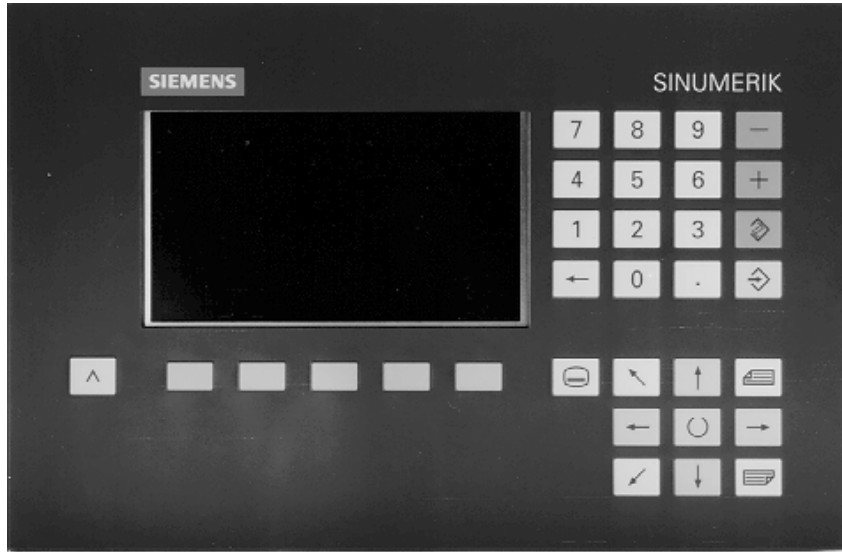 SIEMENS
SINUMERIK
7 8 9 −
4 5 6 +
1 2 3
← 0 .
^
↖ ↑
← →
↙ ↓